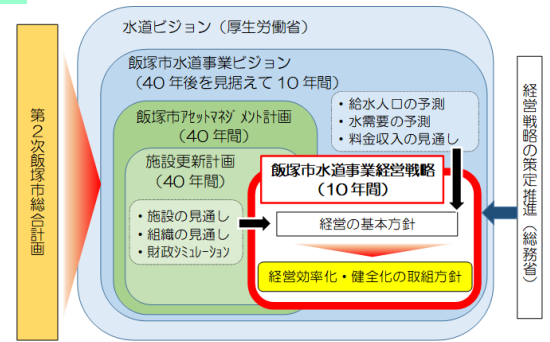 水道ビジョン（厚生労働省）
飯塚市水道事業ビジョン
（40年後を見据えて10年間）
飯塚市ｱｾｯﾄﾏﾈｼﾞﾒﾝﾄ計画
（40年間）
施設更新計画
（40年間）
・施設の見通し
・組織の見通し
・財政ｼﾐｭﾚｰｼｮﾝ
・給水人口の予測
・水需要の予測
・料金収入の見通し
飯塚市水道事業経営戦略
（10年間）
経営の基本方針
経営効率化・健全化の取組方針
第２次飯塚市総合計画
経営戦略の策定推進（総務省）